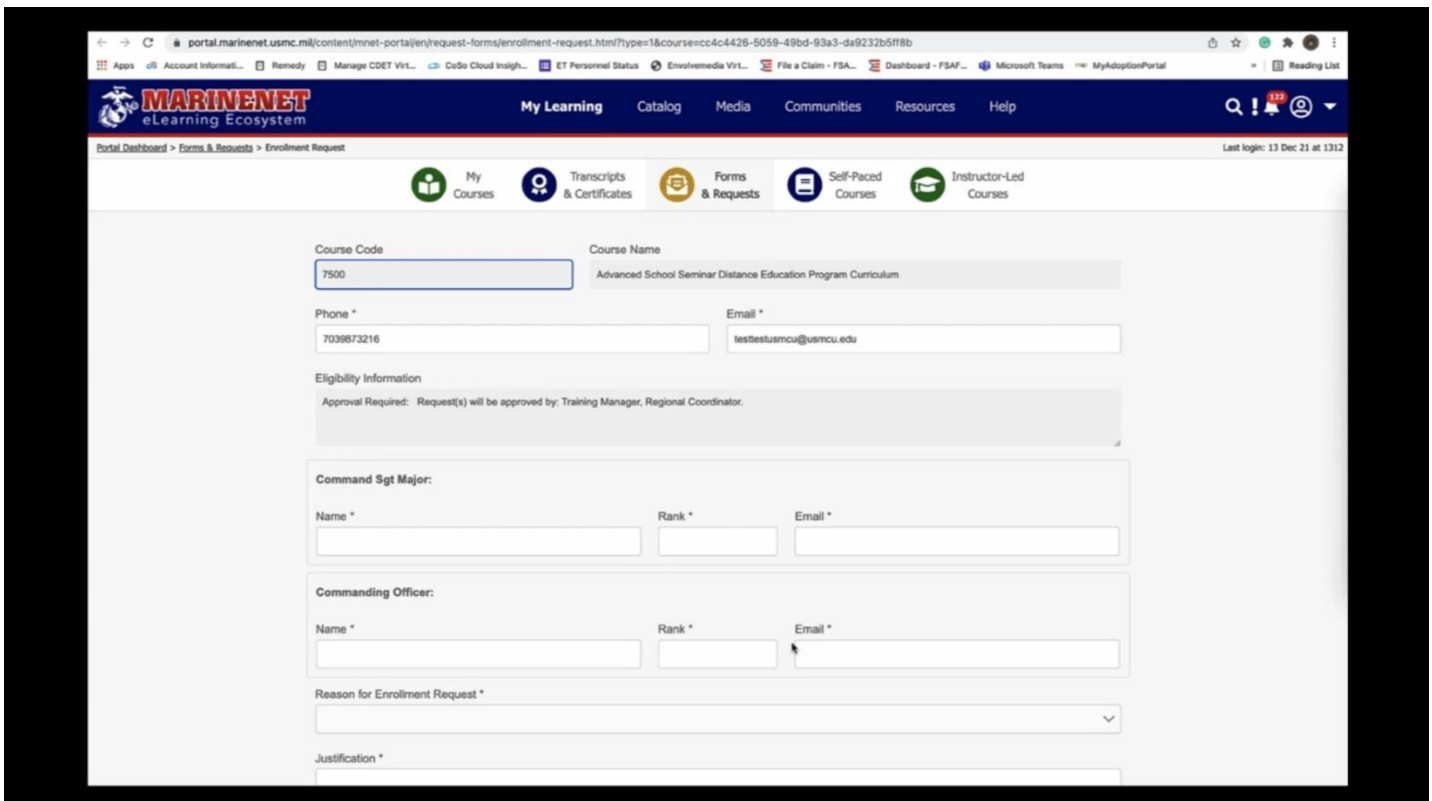 portal.marinenet.usmc.mil/content/mnet-portal/en/request-forms/enrollment-request.html?type=1&course=cc4c4426-5059-49bd-93a3-da9232b5ff8b
Apps Account Informati... Remedy Manage CDET Virt... CoSo Cloud Insigh... ET Personnel Status Envolvemedia Virt... File a Claim - FSA... Dashboard - FSAF... Microsoft Teams MyAdoptionPortal » Reading List
MARINENET
eLearning Ecosystem
My Learning Catalog Media Communities Resources Help
122
Portal Dashboard > Forms & Requests > Enrollment Request
Last login: 13 Dec 21 at 1312
My Courses
Transcripts & Certificates
Forms & Requests
Self-Paced Courses
Instructor-Led Courses
Course Code Course Name
7500 Advanced School Seminar Distance Education Program Curriculum
Phone * Email *
7039873216 testtestusmcu@usmcu.edu
Eligibility Information
Approval Required: Request(s) will be approved by: Training Manager, Regional Coordinator.
Command Sgt Major:
Name * Rank * Email *
Commanding Officer:
Name * Rank * Email *
Reason for Enrollment Request *
Justification *